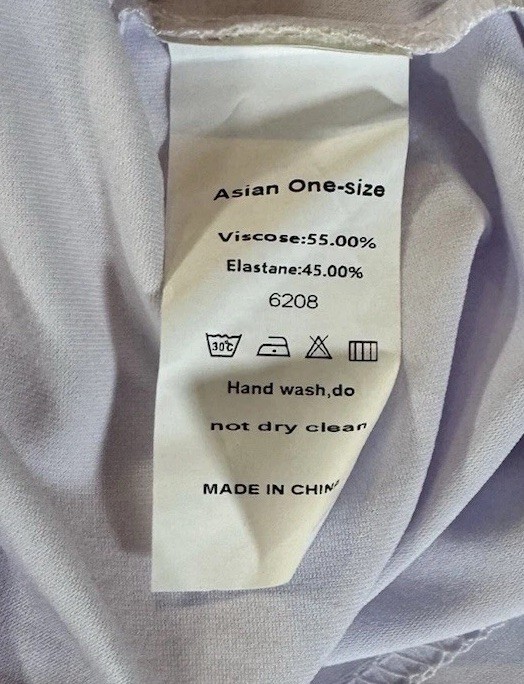 Asian One-size
Viscose:55.00%
Elastane:45.00%
6208
30°C
Hand wash,do
not dry clean
MADE IN CHINA